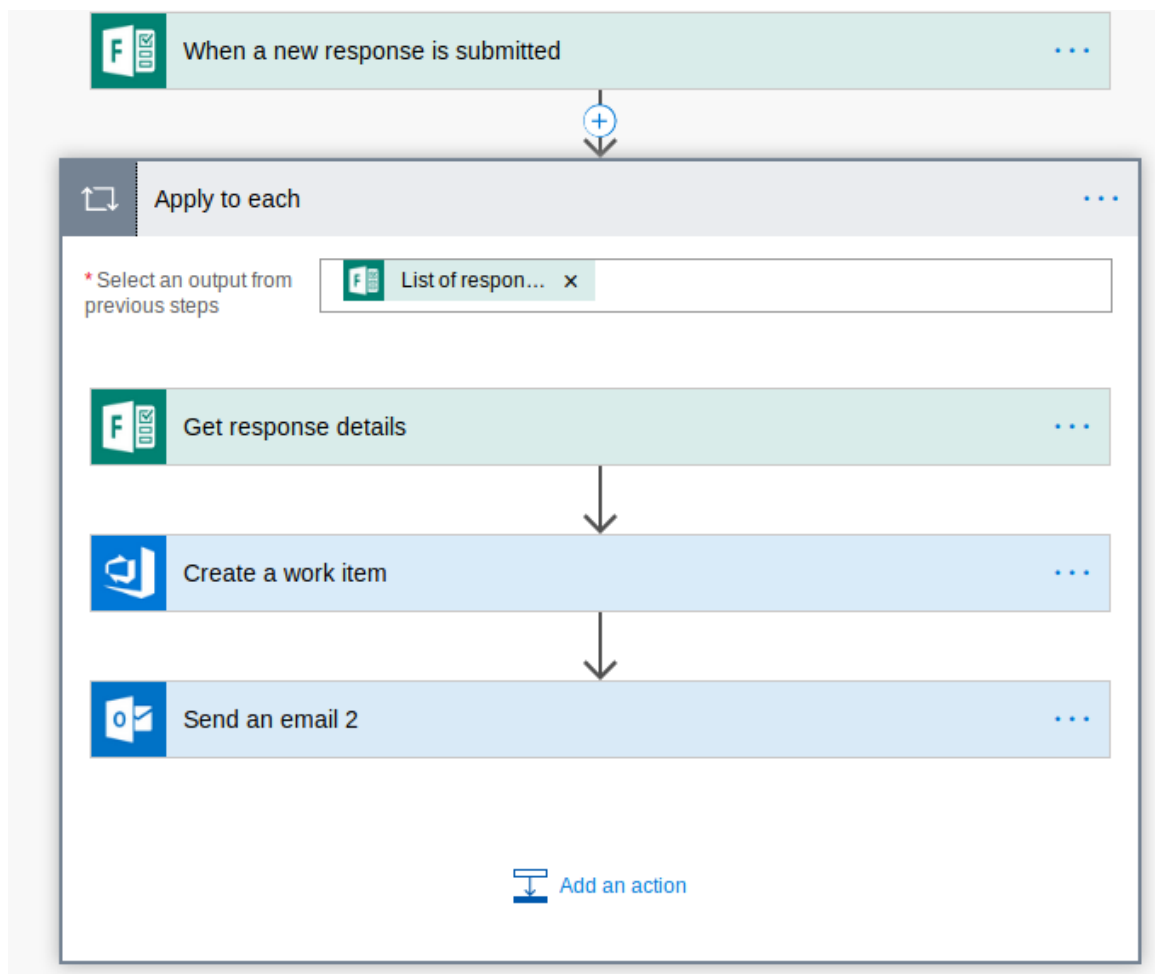 When a new response is submitted
Apply to each
* Select an output from
previous steps
List of respon... ×
Get response details
Create a work item
Send an email 2
Add an action